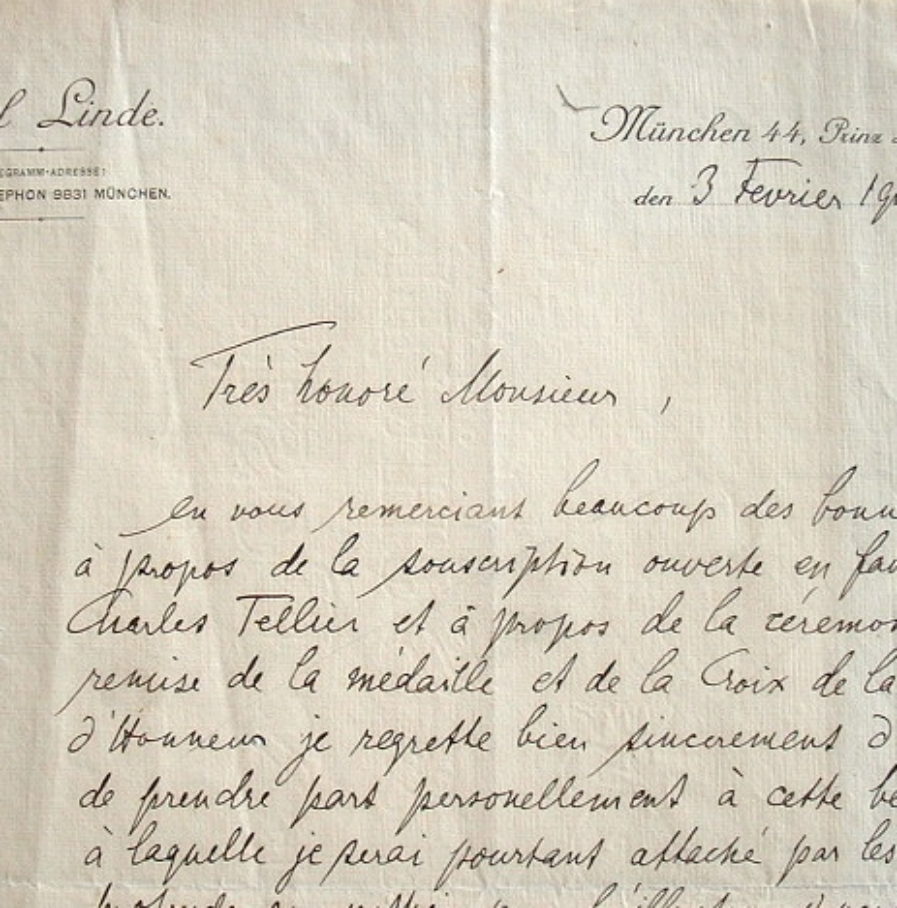 l Linde.
EGRAMM-ADRESSE:
EPHON 9831 MÜNCHEN.
München 44, Prinz
den 3 Fevrier 19
Très honoré Monsieur,
en vous remerciant beaucoup des bonn
à propos de la souscription ouverte en fav
Charles Tellier et à propos de la cérémon
remise de la médaille et de la Croix de la
d'Honneur je regrette bien sincerement d
de prendre part personellement à cette be
à laquelle je serai pourtant attaché par les